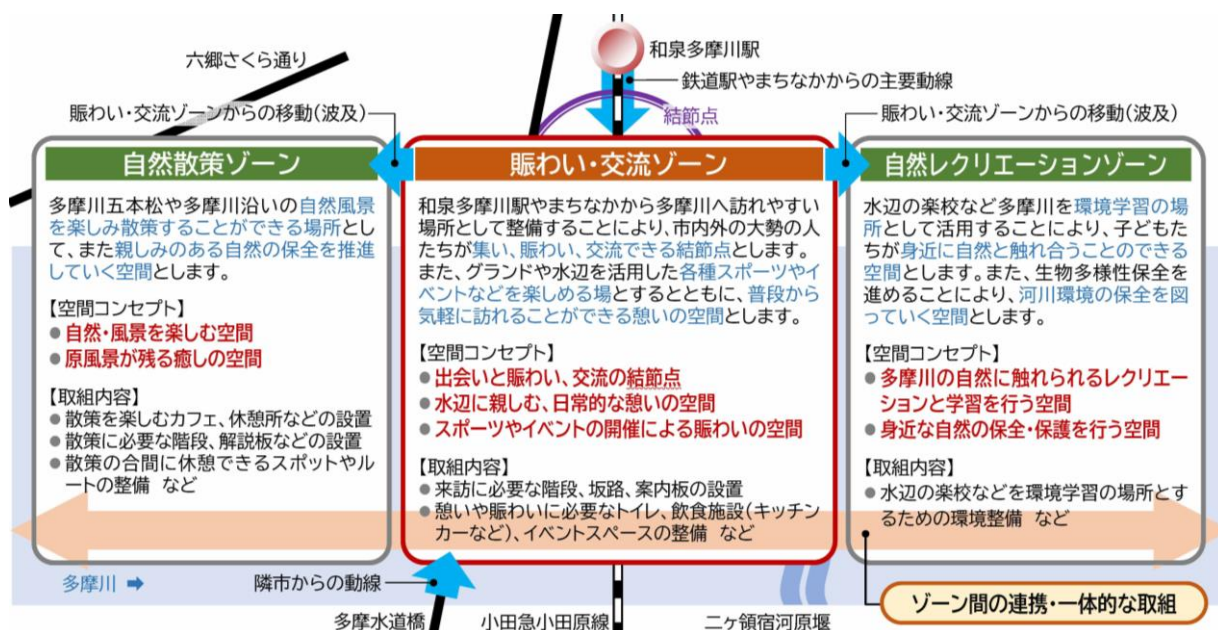 和泉多摩川駅
六郷さくら通り
鉄道駅やまちなかからの主要動線
賑わい・交流ゾーンからの移動(波及)
結節点
賑わい・交流ゾーンからの移動(波及)
自然散策ゾーン
多摩川五本松や多摩川沿いの自然風景
を楽しみ散策することができる場所とし
て、また親しみのある自然の保全を推進
していく空間とします。
【空間コンセプト】
●自然・風景を楽しむ空間
●原風景が残る癒しの空間
【取組内容】
●散策を楽しむカフェ、休憩所などの設置
●散策に必要な階段、解説板などの設置
●散策の合間に休憩できるスポットやル
ートの整備 など
賑わい・交流ゾーン
和泉多摩川駅やまちなかから多摩川へ訪れやすい
場所として整備することにより、市内外の大勢の人
たちが集い、賑わい、交流できる結節点とします。
また、グランドや水辺を活用した各種スポーツやイ
ベントなどを楽しめる場とするとともに、普段から
気軽に訪れることができる憩いの空間とします。
【空間コンセプト】
●出会いと賑わい、交流の結節点
●水辺に親しむ、日常的な憩いの空間
●スポーツやイベントの開催による賑わいの空間
【取組内容】
●来訪に必要な階段、坂路、案内板の設置
●憩いや賑わいに必要なトイレ、飲食施設(キッチン
カーなど)、イベントスペースの整備 など
自然レクリエーションゾーン
水辺の楽校など多摩川を環境学習の場
所として活用することにより、子どもた
ちが身近に自然と触れ合うことのできる
空間とします。また、生物多様性保全を
進めることにより、河川環境の保全を図
っていく空間とします。
【空間コンセプト】
●多摩川の自然に触れられるレクリエー
ションと学習を行う空間
●身近な自然の保全・保護を行う空間
【取組内容】
●水辺の楽校などを環境学習の場所とす
るための環境整備 など
多摩川 ➡
隣市からの動線
ゾーン間の連携・一体的な取組
多摩水道橋
小田急小田原線
二ヶ領宿河原堰